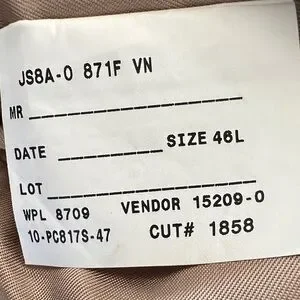 JS8A-0 871F VN
MR
DATE SIZE 46L
LOT
WPL 8709 VENDOR 15209-0
10-PC817S-47 CUT# 1858